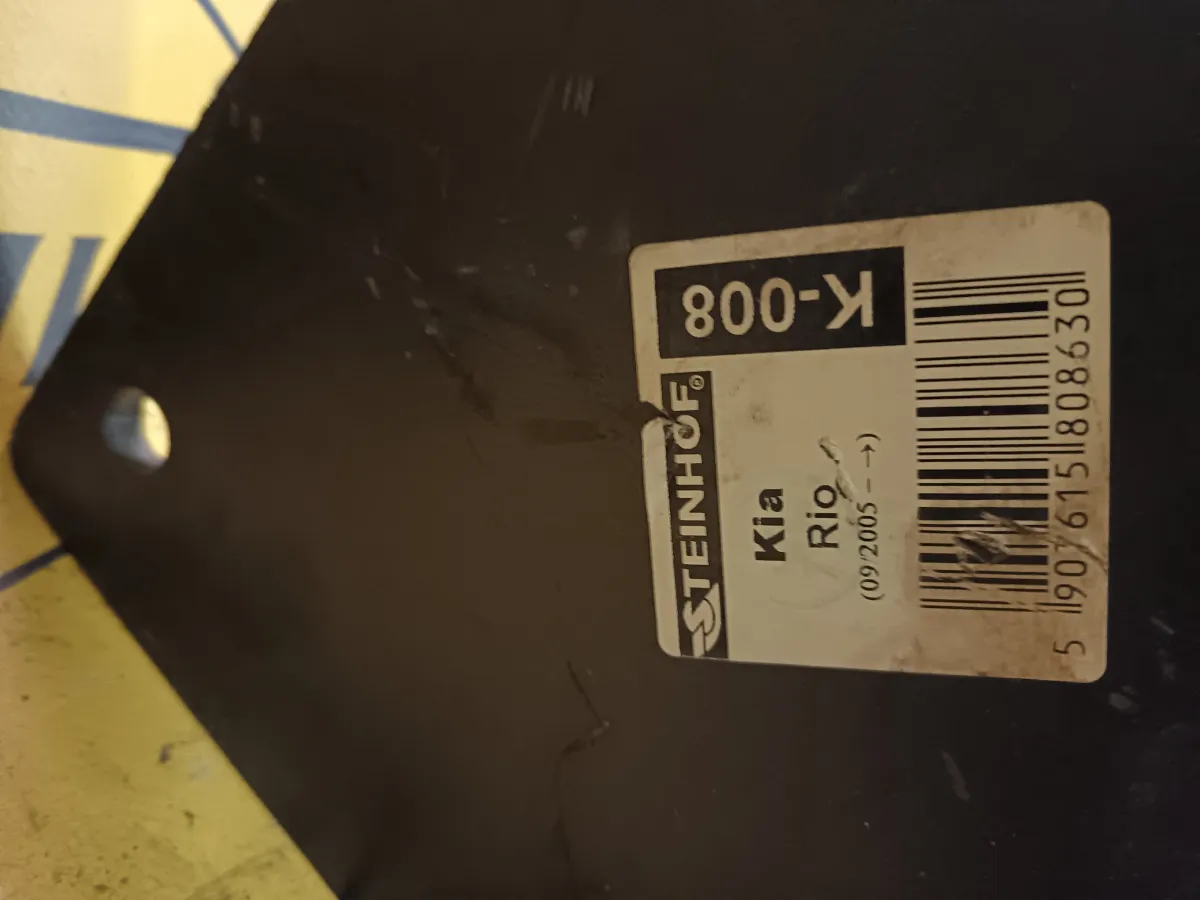 STEINHOF® K-008
Kia
Rio
(09/2005 – →)
5 907615 808630